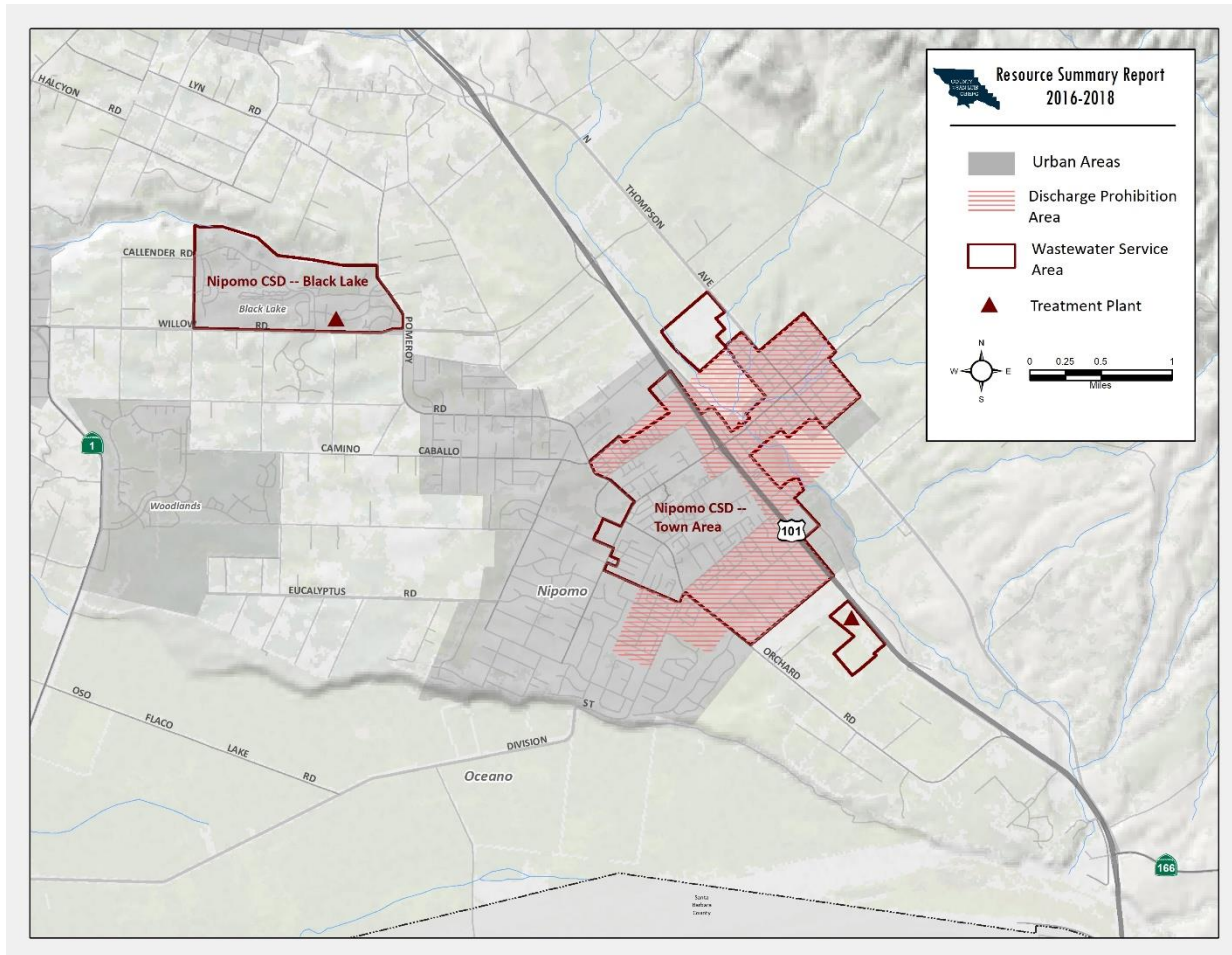 Resource Summary Report
2016-2018
Urban Areas
Discharge Prohibition
Area
Wastewater Service
Area
Treatment Plant
N
W
E
S
0
0.25
0.5
1
Miles
HALCYON
RD
LYN
RD
N
THOMPSON
AVE
CALLENDER RD
Nipomo CSD -- Black Lake
Black Lake
WILLOW
RD
POMEROY
RD
1
CAMINO
CABALLO
Woodlands
Nipomo CSD --
Town Area
101
EUCALYPTUS
RD
Nipomo
ORCHARD
RD
OSO
FLACO
LAKE
RD
ST
DIVISION
Oceano
166
Santa
Barbara
County